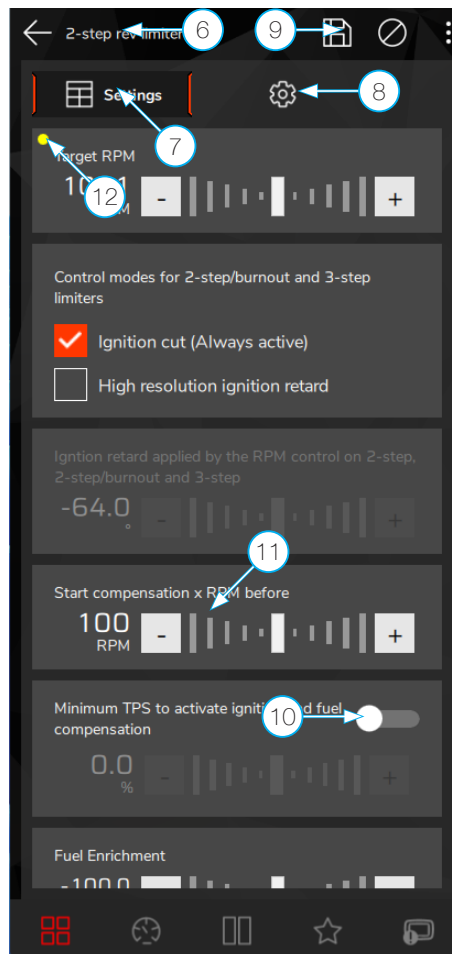 2-step rev limiter
6
9
Settings
7
8
Target RPM
12
-
+
Control modes for 2-step/burnout and 3-step
limiters
Ignition cut (Always active)
High resolution ignition retard
Igntion retard applied by the RPM control on 2-step,
2-step/burnout and 3-step
-64.0
°
-
+
11
Start compensation x RPM before
100
RPM
-
+
Minimum TPS to activate
fuel
10
compensation
0.0
%
-
+
Fuel Enrichment
-100.0